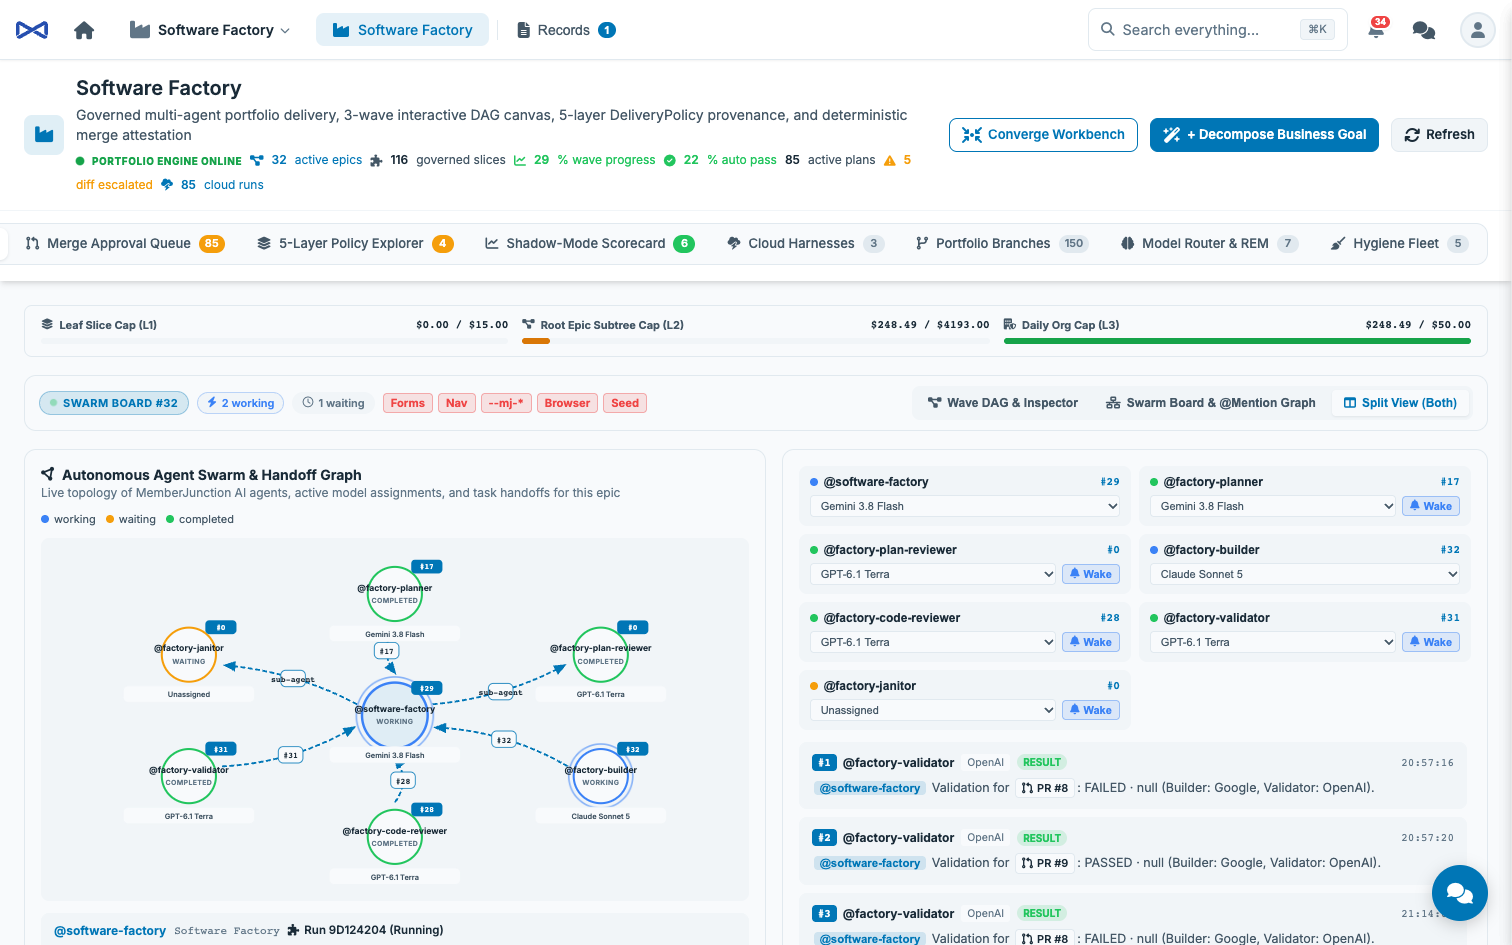 Software Factory
Software Factory
Records 1
Search everything...
⌘K
34
Software Factory
Governed multi-agent portfolio delivery, 3-wave interactive DAG canvas, 5-layer DeliveryPolicy provenance, and deterministic
merge attestation
PORTFOLIO ENGINE ONLINE 32 active epics 116 governed slices 29 % wave progress 22 % auto pass 85 active plans 5
diff escalated 85 cloud runs
Converge Workbench
+ Decompose Business Goal
Refresh
Merge Approval Queue 85
5-Layer Policy Explorer 4
Shadow-Mode Scorecard 6
Cloud Harnesses 3
Portfolio Branches 150
Model Router & REM 7
Hygiene Fleet 5
Leaf Slice Cap (L1) $0.00 / $15.00
Root Epic Subtree Cap (L2) $248.49 / $4193.00
Daily Org Cap (L3) $248.49 / $50.00
SWARM BOARD #32
2 working
1 waiting
Forms
Nav
--mj-*
Browser
Seed
Wave DAG & Inspector
Swarm Board & @Mention Graph
Split View (Both)
Autonomous Agent Swarm & Handoff Graph
Live topology of MemberJunction AI agents, active model assignments, and task handoffs for this epic
working waiting completed
#17
@factory-planner
COMPLETED
Gemini 3.8 Flash
#17
#0
@factory-janitor
WAITING
Unassigned
sub-agent
#0
@factory-plan-reviewer
COMPLETED
GPT-6.1 Terra
sub-agent
#29
@software-factory
WORKING
Gemini 3.8 Flash
#31
@factory-validator
COMPLETED
GPT-6.1 Terra
#31
#32
#32
@factory-builder
WORKING
Claude Sonnet 5
#28
#28
@factory-code-reviewer
COMPLETED
GPT-6.1 Terra
@software-factory Software Factory Run 9D124204 (Running)
@software-factory #29
Gemini 3.8 Flash
@factory-planner #17
Gemini 3.8 Flash
Wake
@factory-plan-reviewer #0
GPT-6.1 Terra
Wake
@factory-builder #32
Claude Sonnet 5
@factory-code-reviewer #28
GPT-6.1 Terra
Wake
@factory-validator #31
GPT-6.1 Terra
Wake
@factory-janitor #0
Unassigned
Wake
#1 @factory-validator OpenAI RESULT 20:57:16
@software-factory Validation for PR #8 : FAILED · null (Builder: Google, Validator: OpenAI).
#2 @factory-validator OpenAI RESULT 20:57:20
@software-factory Validation for PR #9 : PASSED · null (Builder: Google, Validator: OpenAI).
#3 @factory-validator OpenAI RESULT 21:14:
@software-factory Validation for PR #8 : FAILED · null (Builder: Google, Validator: OpenAI).